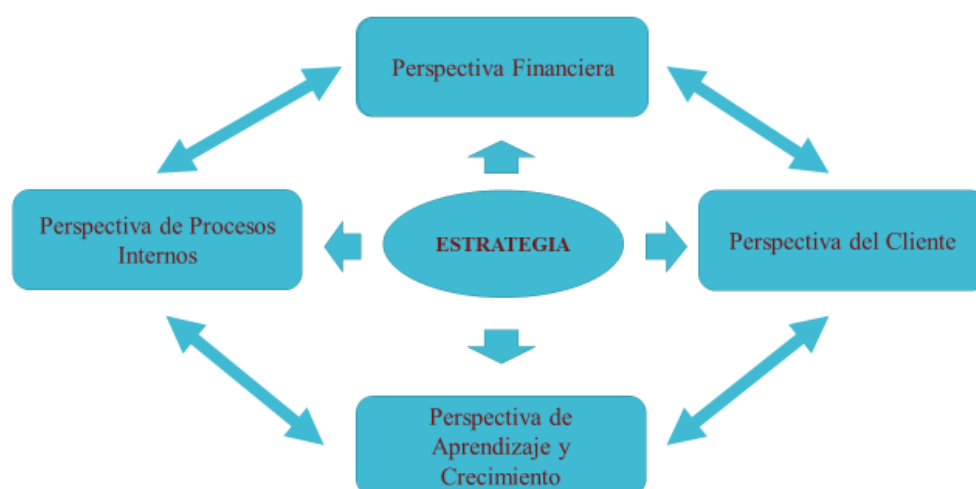 Perspectiva Financiera
Perspectiva de Procesos
Internos
ESTRATEGIA
Perspectiva del Cliente
Perspectiva de
Aprendizaje y
Crecimiento